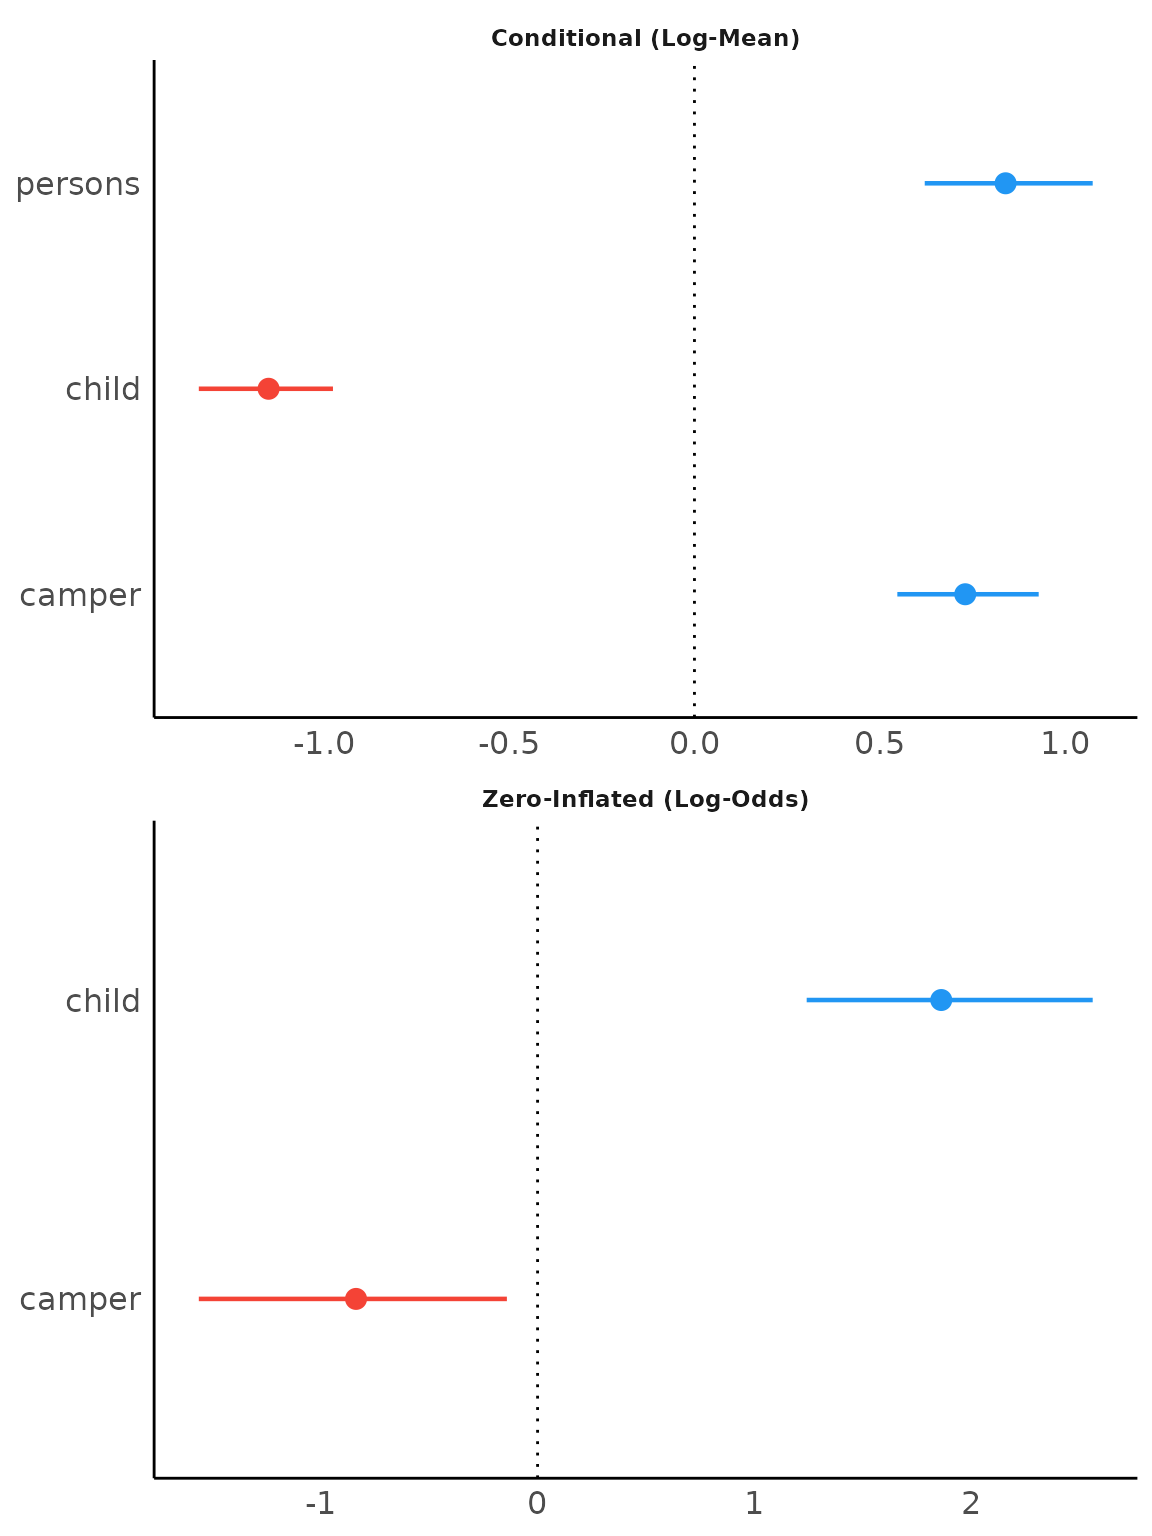 Conditional (Log-Mean)
persons
child
camper
-1.0 -0.5 0.0 0.5 1.0
Zero-Inflated (Log-Odds)
child
camper
-1 0 1 2